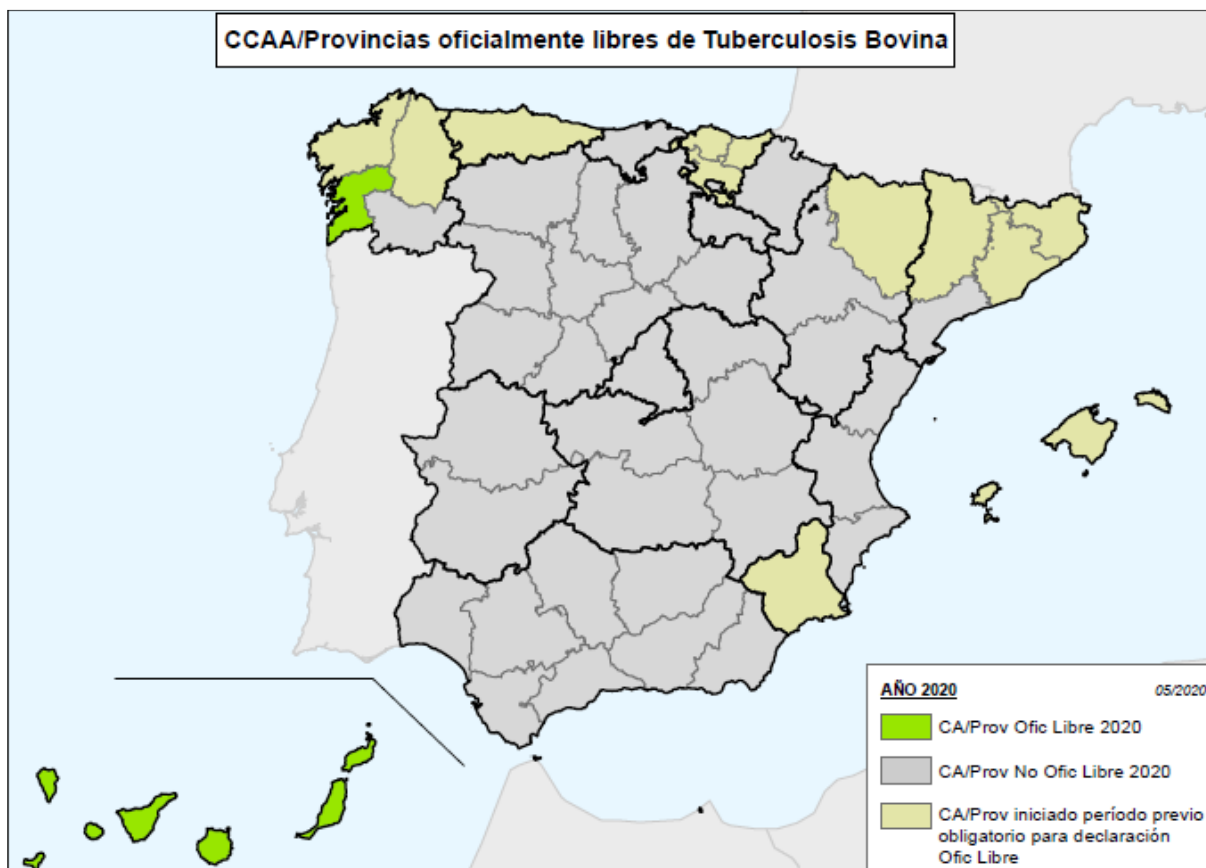 CCAA/Provincias oficialmente libres de Tuberculosis Bovina
AÑO 2020 05/2020
CA/Prov Ofic Libre 2020
CA/Prov No Ofic Libre 2020
CA/Prov iniciado período previo
obligatorio para declaración
Ofic Libre